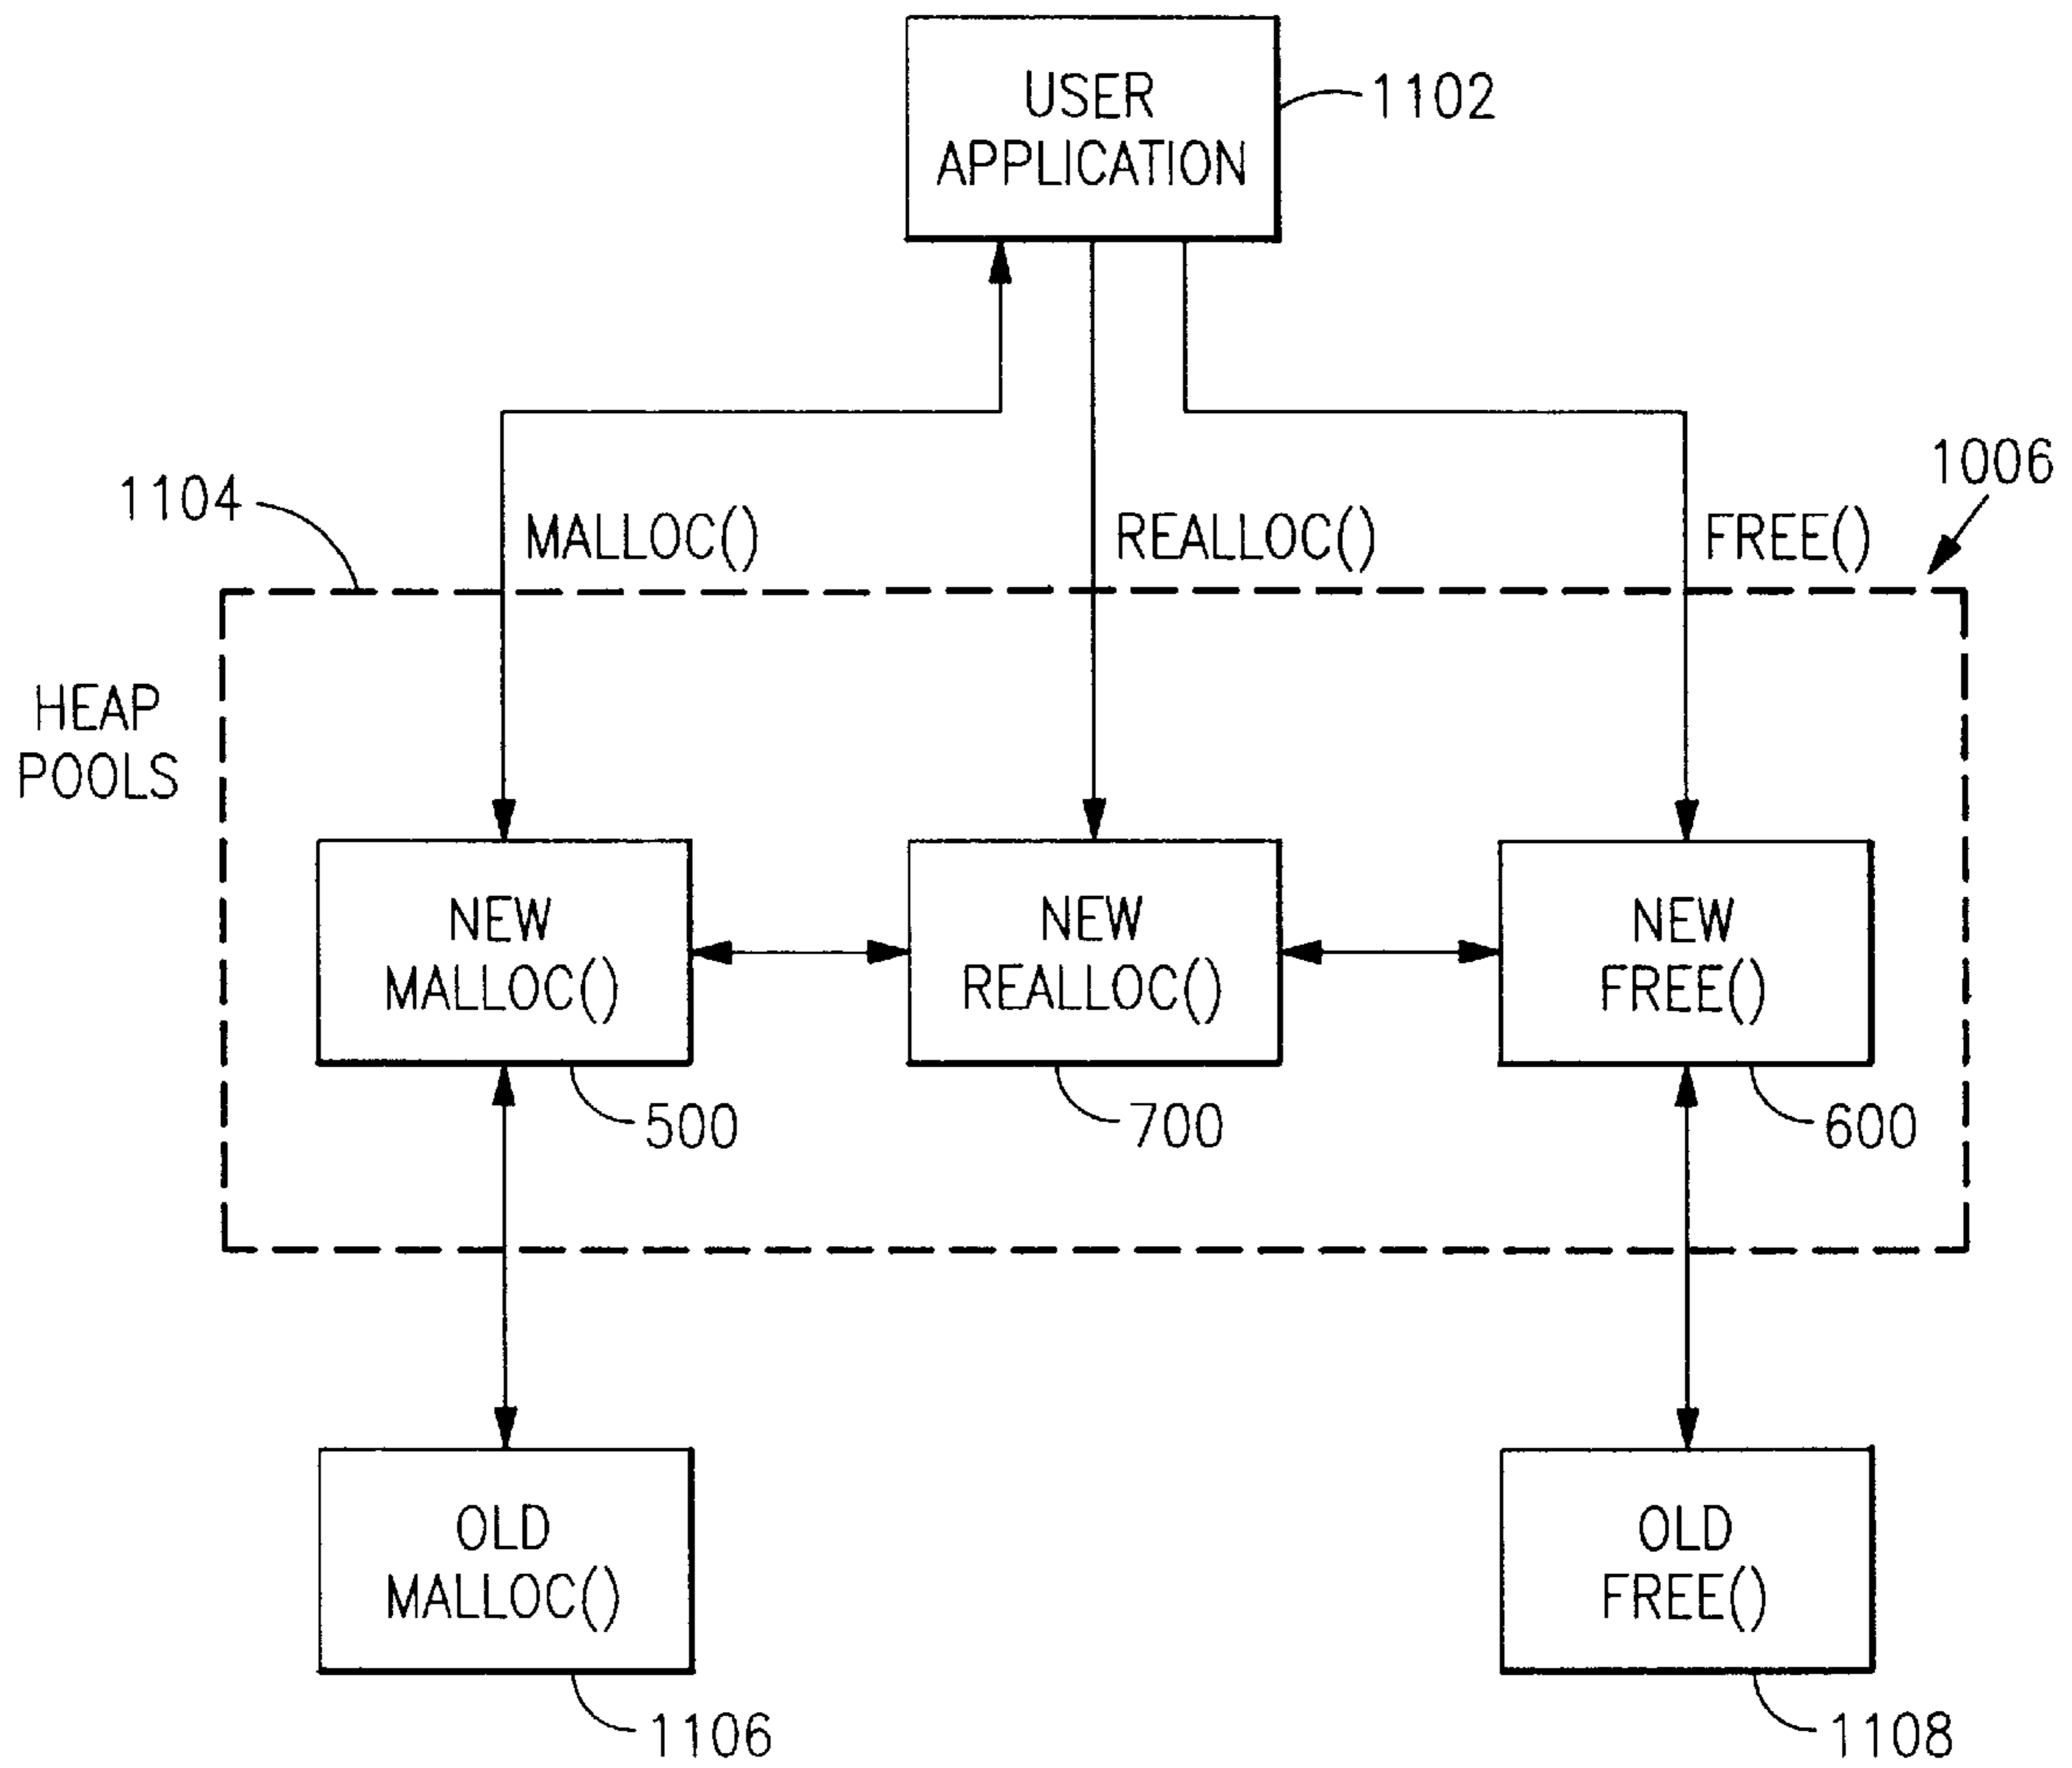 USER
APPLICATION
1102
1006
1104
MALLOC()
REALLOC()
FREE()
HEAP
POOLS
NEW
MALLOC()
NEW
REALLOC()
NEW
FREE()
500
700
600
OLD
MALLOC()
OLD
FREE()
1106
1108